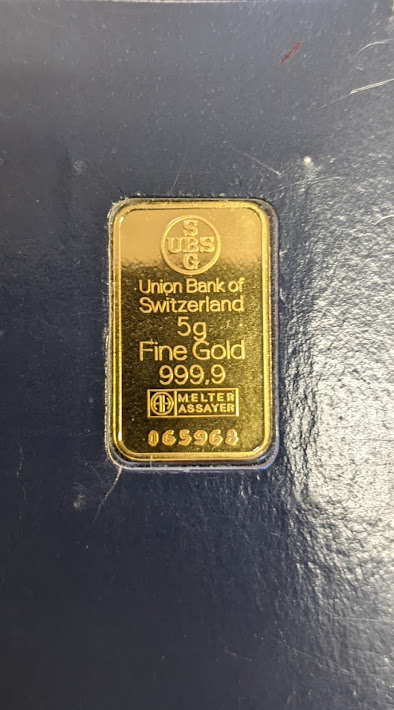 S
UBS
G
Union Bank of
Switzerland
5g
Fine Gold
999,9
MELTER
ASSAYER
065968